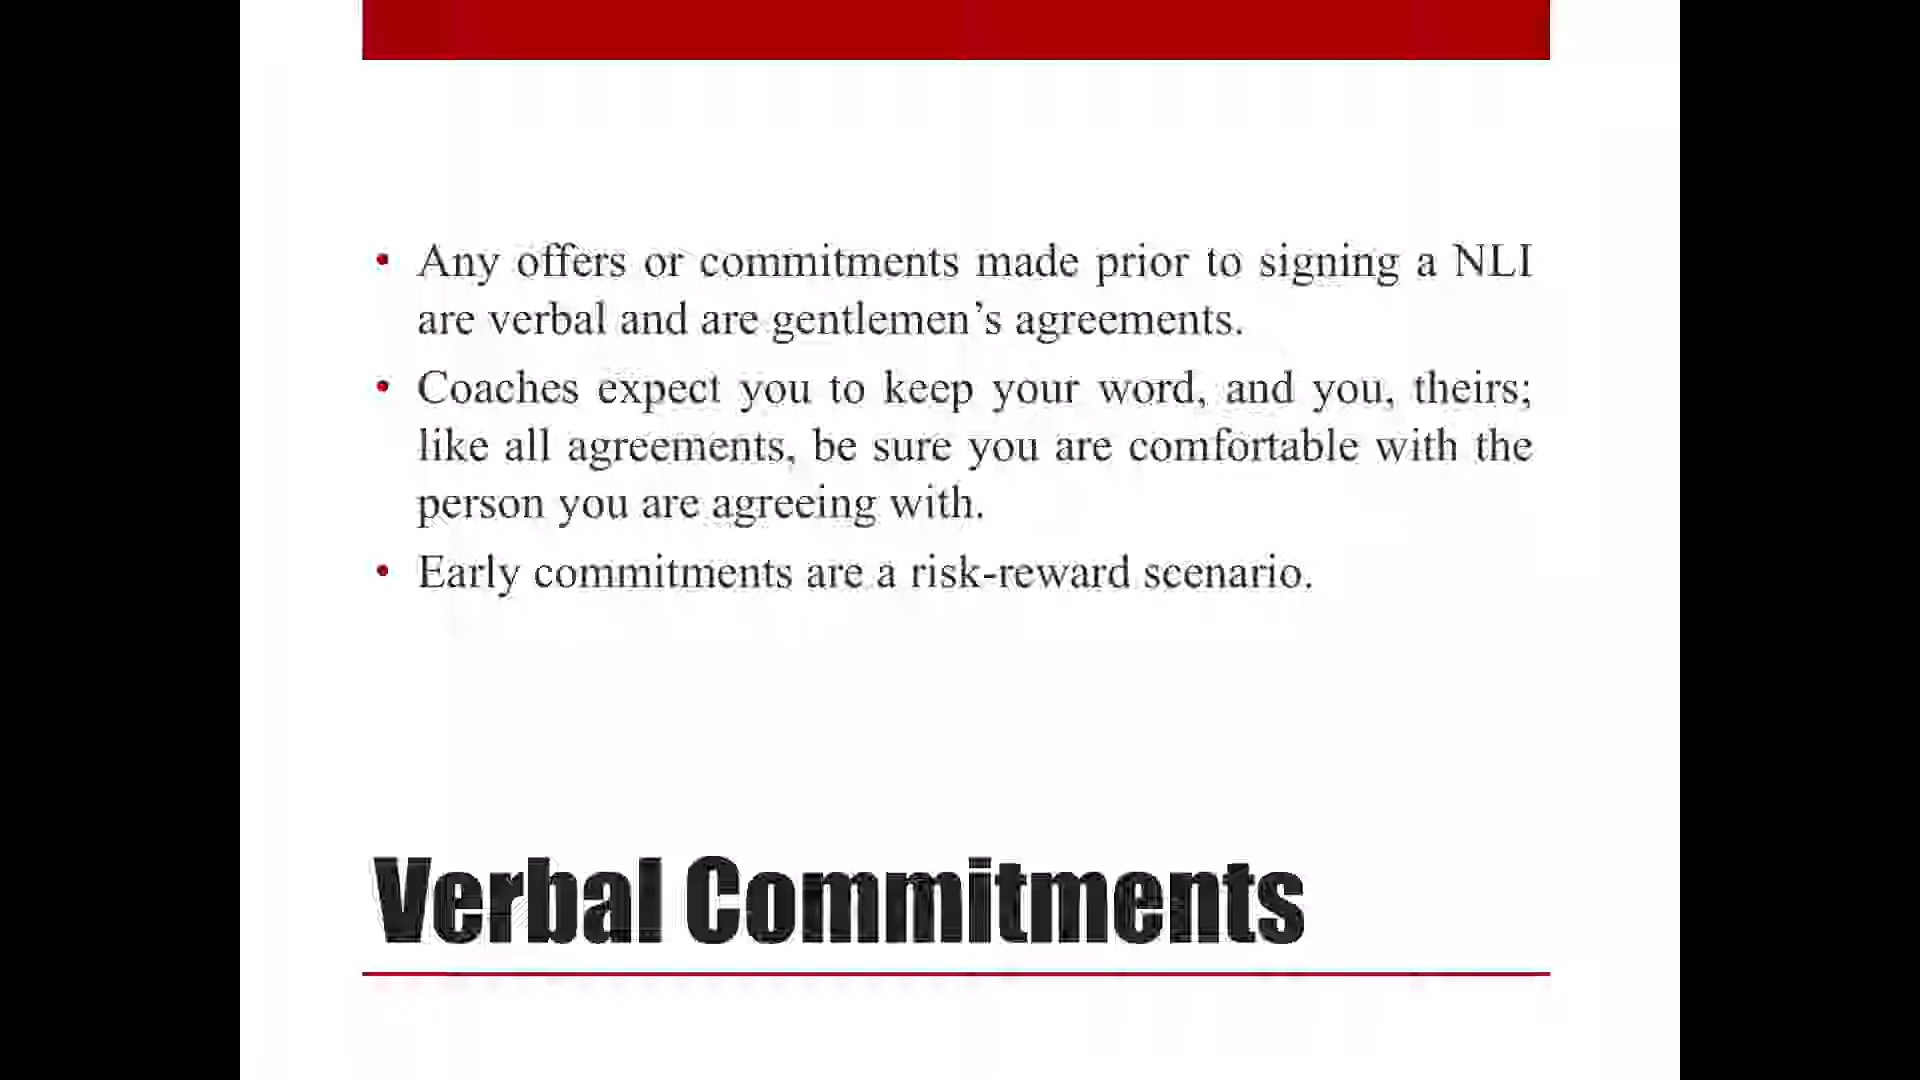 • Any offers or commitments made prior to signing a NLI
are verbal and are gentlemen’s agreements.
• Coaches expect you to keep your word, and you, theirs;
like all agreements, be sure you are comfortable with the
person you are agreeing with.
• Early commitments are a risk-reward scenario.
Verbal Commitments